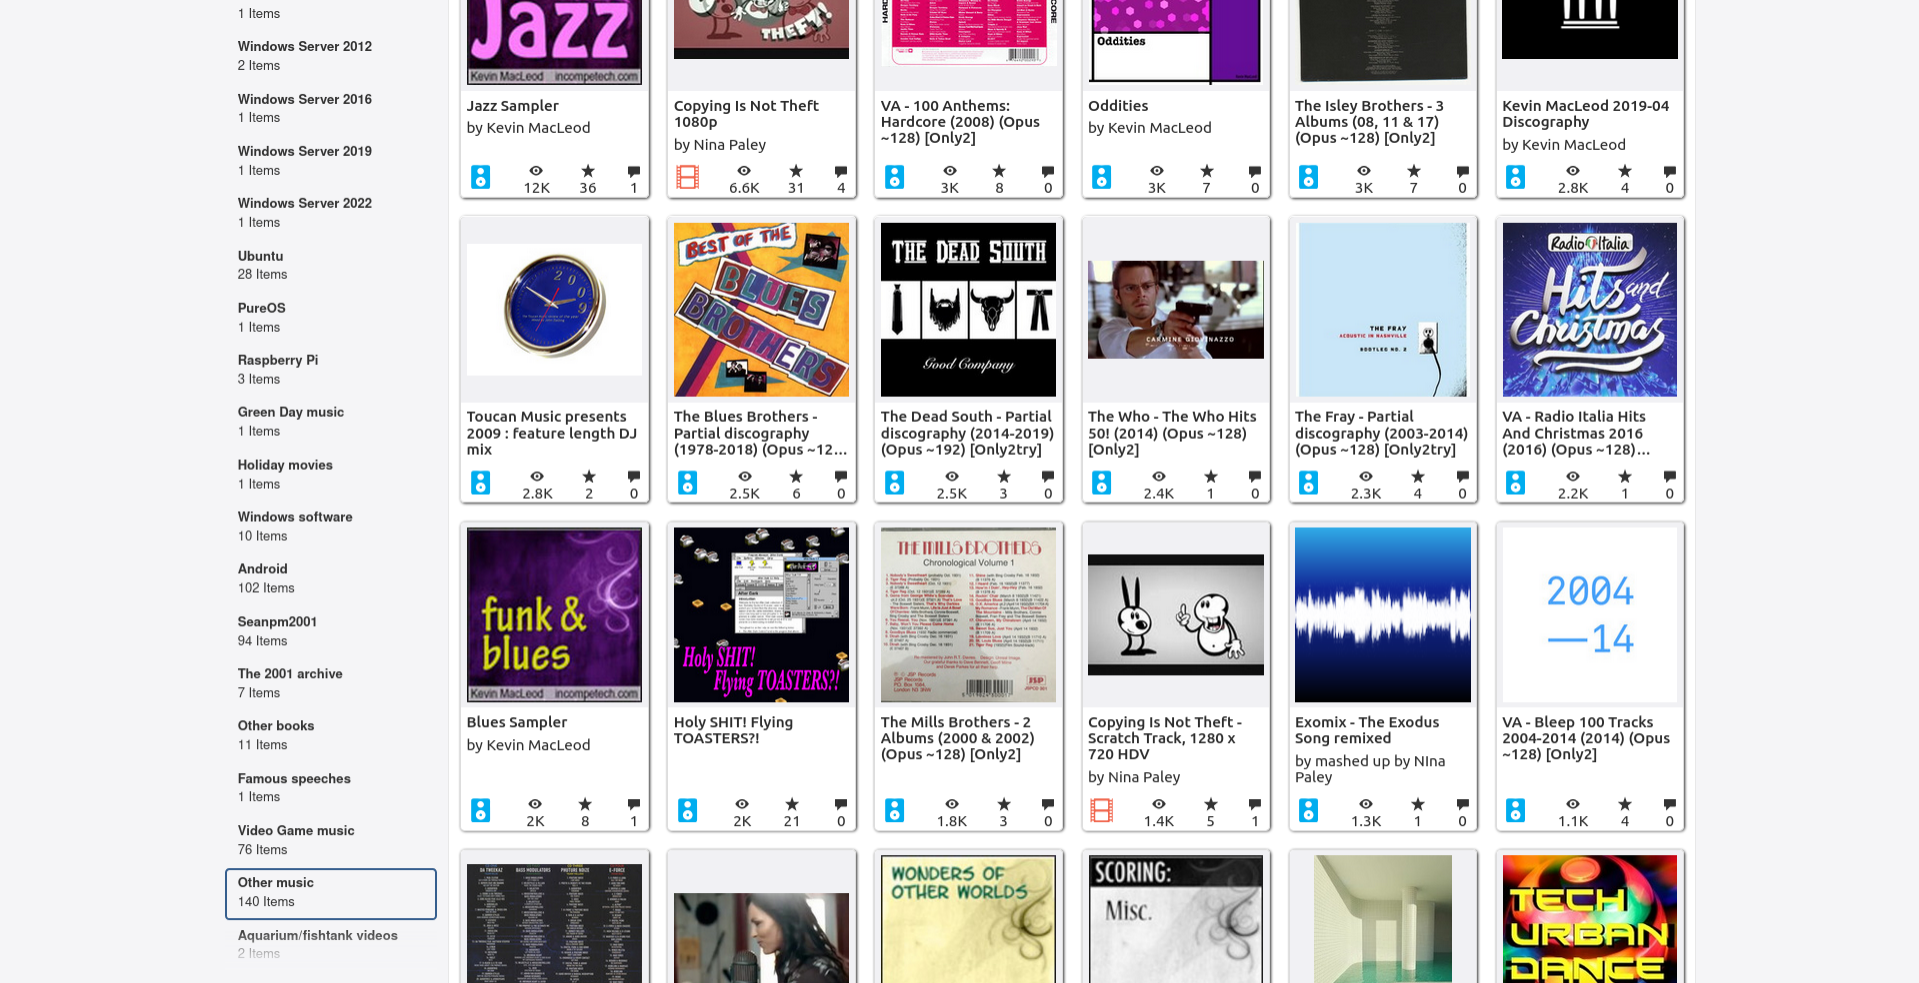 1 Items
Windows Server 2012
2 Items
Windows Server 2016
1 Items
Windows Server 2019
1 Items
Windows Server 2022
1 Items
Ubuntu
28 Items
PureOS
1 Items
Raspberry Pi
3 Items
Green Day music
1 Items
Holiday movies
1 Items
Windows software
10 Items
Android
102 Items
Seanpm2001
94 Items
The 2001 archive
7 Items
Other books
11 Items
Famous speeches
1 Items
Video Game music
76 Items
Other music
140 Items
Aquarium/fishtank videos
2 Items
Jazz
Kevin MacLeod incompetech.com
Jazz Sampler
by Kevin MacLeod
12K 36 1
THEFT!
Copying Is Not Theft
1080p
by Nina Paley
6.6K 31 4
VA - 100 Anthems:
Hardcore (2008) (Opus
~128) [Only2]
3K 8 0
Oddities
Oddities
by Kevin MacLeod
3K 7 0
The Isley Brothers - 3
Albums (08, 11 & 17)
(Opus ~128) [Only2]
3K 7 0
Kevin MacLeod 2019-04
Discography
by Kevin MacLeod
2.8K 4 0
2009
Toucan Music presents
2009 : feature length DJ
mix
2.8K 2 0
BEST OF THE
BLUES
BROTHERS
The Blues Brothers -
Partial discography
(1978-2018) (Opus ~12...
2.5K 6 0
THE DEAD SOUTH
Good Company
The Dead South - Partial
discography (2014-2019)
(Opus ~192) [Only2try]
2.5K 3 0
CARMINE GIOVINAZZO
The Who - The Who Hits
50! (2014) (Opus ~128)
[Only2]
2.4K 1 0
THE FRAY
ACOUSTIC IN NASHVILLE
BOOTLEG NO. 2
The Fray - Partial
discography (2003-2014)
(Opus ~128) [Only2try]
2.3K 4 0
Radio Italia
Hits and
Christmas
VA - Radio Italia Hits
And Christmas 2016
(2016) (Opus ~128)...
2.2K 1 0
funk &
blues
Kevin MacLeod incompetech.com
Blues Sampler
by Kevin MacLeod
2K 8 1
Holy SHIT!
Flying TOASTERS?!
Holy SHIT! Flying
TOASTERS?!
2K 21 0
THE MILLS BROTHERS
Chronological Volume 1
JSP
The Mills Brothers - 2
Albums (2000 & 2002)
(Opus ~128) [Only2]
1.8K 3 0
Copying Is Not Theft -
Scratch Track, 1280 x
720 HDV
by Nina Paley
1.4K 5 1
Exomix - The Exodus
Song remixed
by mashed up by NIna
Paley
1.3K 1 0
2004
—14
VA - Bleep 100 Tracks
2004-2014 (2014) (Opus
~128) [Only2]
1.1K 4 0
DA TWEEKAZ BASS MODULATORS PHUTURE NOIZE E-FORCE
WONDERS OF
OTHER WORLDS
SCORING:
Misc.
TECH
URBAN
DANCE